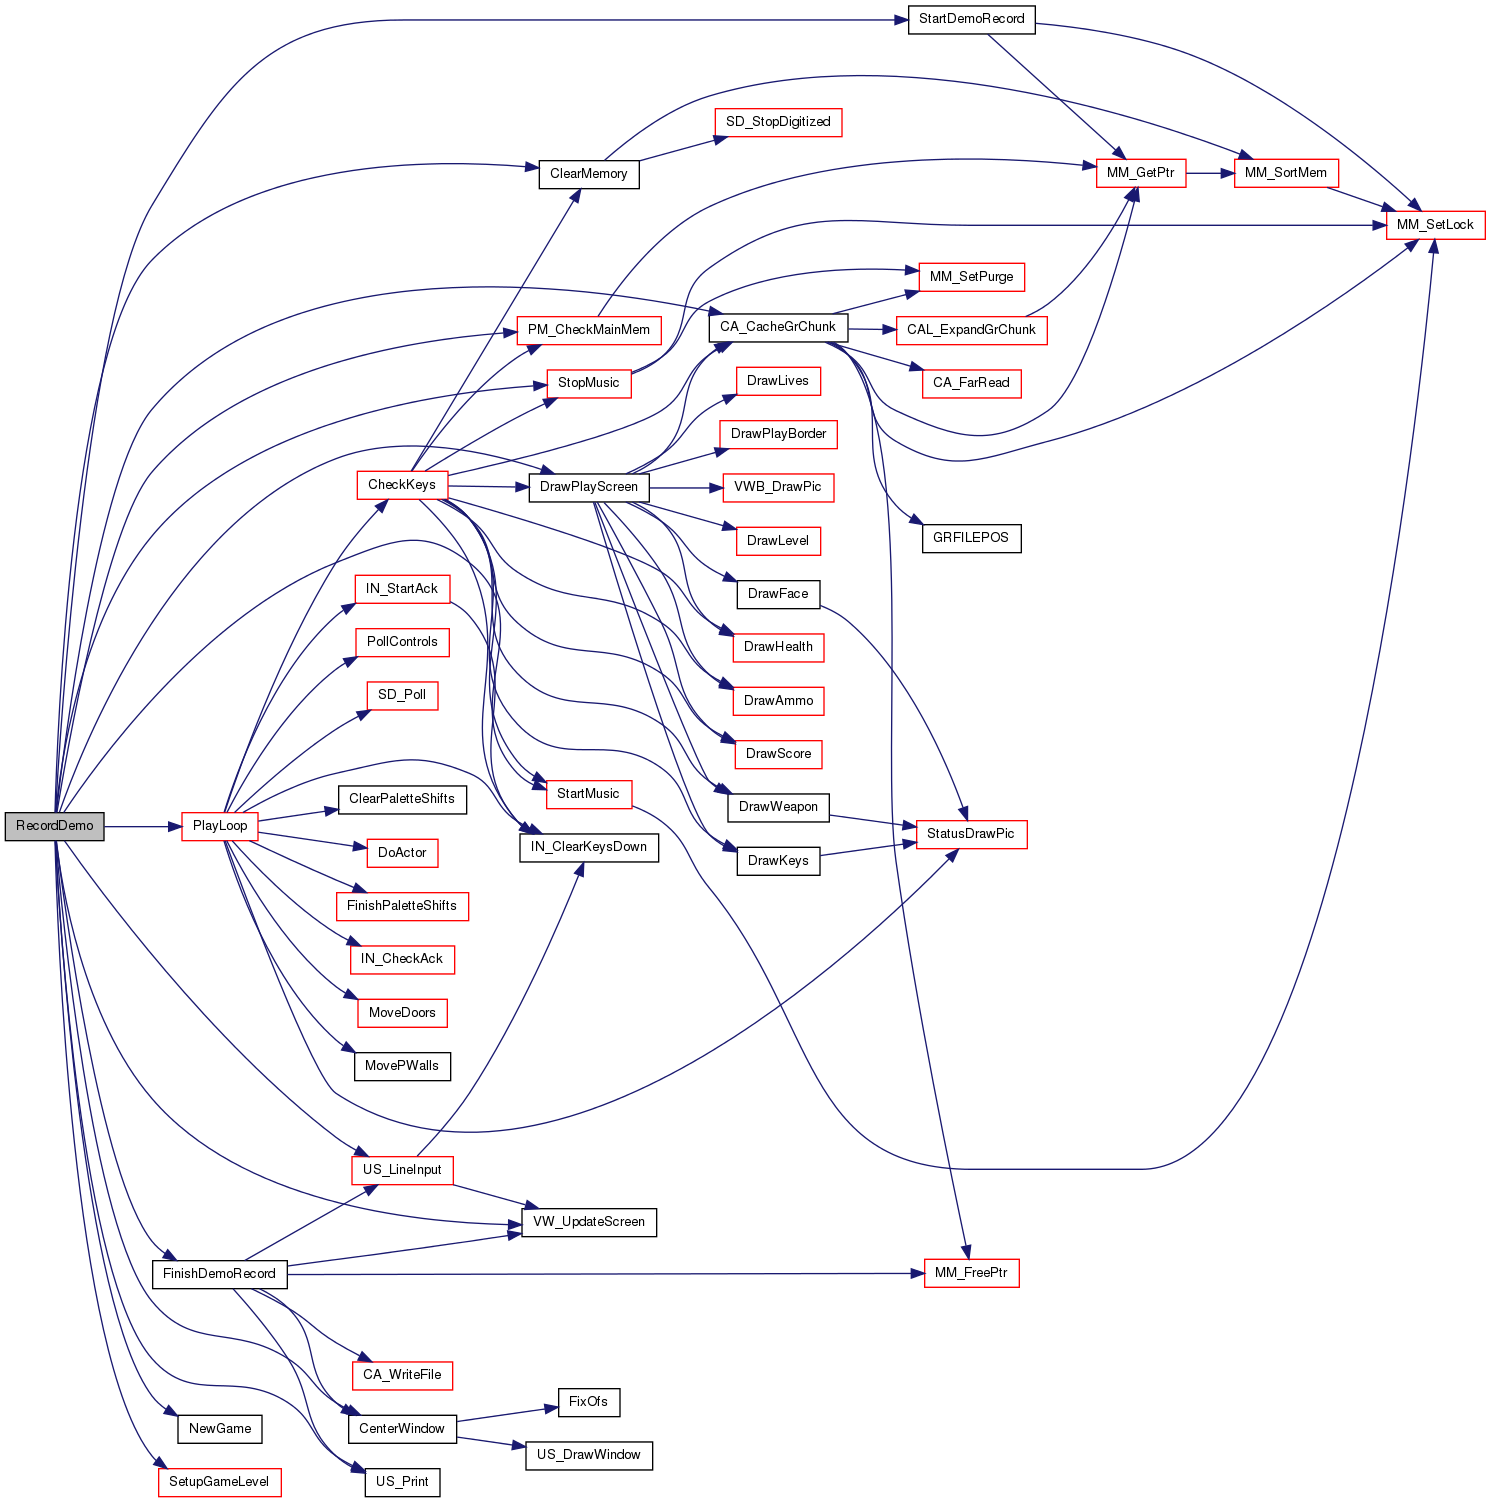 StartDemoRecord
SD_StopDigitized
ClearMemory
MM_GetPtr
MM_SortMem
MM_SetLock
MM_SetPurge
PM_CheckMainMem
CA_CacheGrChunk
CAL_ExpandGrChunk
StopMusic
DrawLives
CA_FarRead
DrawPlayBorder
CheckKeys
DrawPlayScreen
VWB_DrawPic
DrawLevel
GRFILEPOS
IN_StartAck
DrawFace
PollControls
DrawHealth
SD_Poll
DrawAmmo
DrawScore
ClearPaletteShifts
StartMusic
DrawWeapon
RecordDemo
PlayLoop
StatusDrawPic
DoActor
IN_ClearKeysDown
DrawKeys
FinishPaletteShifts
IN_CheckAck
MoveDoors
MovePWalls
US_LineInput
VW_UpdateScreen
FinishDemoRecord
MM_FreePtr
CA_WriteFile
FixOfs
NewGame
CenterWindow
US_DrawWindow
SetupGameLevel
US_Print